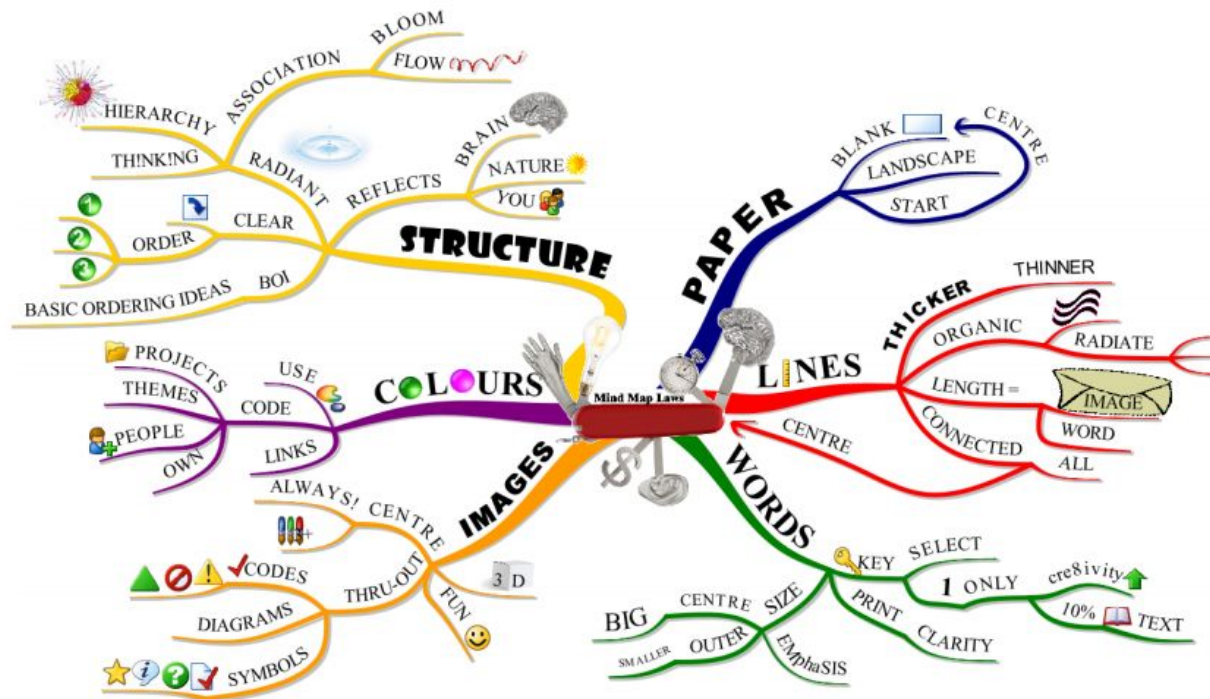 Mind Map Laws
PAPER
BLANK
LANDSCAPE
START
CENTRE
LINES
THICKER
THINNER
ORGANIC
RADIATE
LENGTH =
IMAGE
WORD
CONNECTED
ALL
CENTRE
WORDS
KEY
SELECT
1 ONLY
cre8ivity
10% TEXT
PRINT
CLARITY
SIZE
CENTRE
BIG
OUTER
SMALLER
EMphaSIS
IMAGES
CENTRE
ALWAYS!
+
3 D
FUN
THRU-OUT
CODES
DIAGRAMS
SYMBOLS
COLOURS
USE
CODE
PROJECTS
THEMES
PEOPLE
OWN
LINKS
STRUCTURE
RADIANT
ASSOCIATION
BLOOM
FLOW
HIERARCHY
TH!NK!NG
REFLECTS
BRAIN
NATURE
YOU
CLEAR
ORDER
1
2
3
BOI
BASIC ORDERING IDEAS